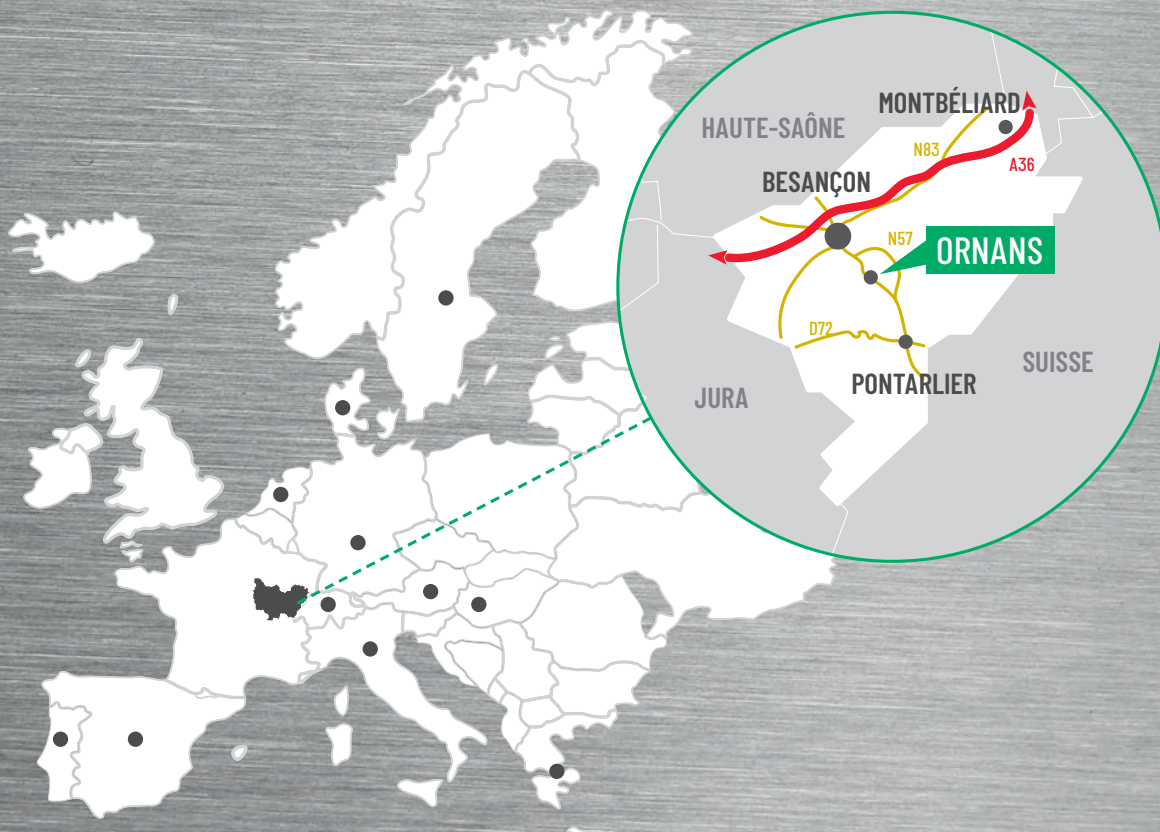 MONTBÉLIARD
HAUTE-SAÔNE
N83
A36
BESANÇON
N57
ORNANS
D72
SUISSE
PONTARLIER
JURA